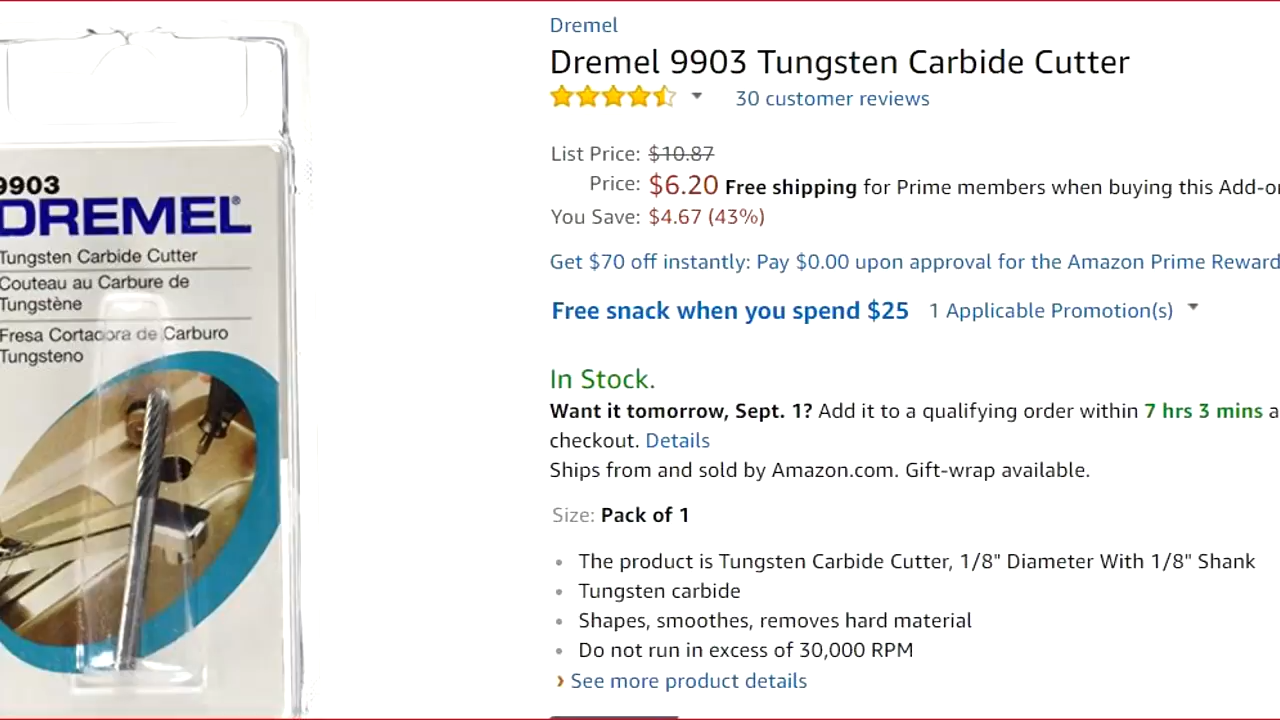 9903
DREMEL®
Tungsten Carbide Cutter
Couteau au Carbure de
Tungstène
Fresa Cortadora de Carburo
Tungsteno
Dremel
Dremel 9903 Tungsten Carbide Cutter
30 customer reviews
List Price: $10.87
Price: $6.20 Free shipping for Prime members when buying this Add-on
You Save: $4.67 (43%)
Get $70 off instantly: Pay $0.00 upon approval for the Amazon Prime Reward
Free snack when you spend $25 1 Applicable Promotion(s)
In Stock.
Want it tomorrow, Sept. 1? Add it to a qualifying order within 7 hrs 3 mins a
checkout. Details
Ships from and sold by Amazon.com. Gift-wrap available.
Size: Pack of 1
• The product is Tungsten Carbide Cutter, 1/8" Diameter With 1/8" Shank
• Tungsten carbide
• Shapes, smoothes, removes hard material
• Do not run in excess of 30,000 RPM
› See more product details